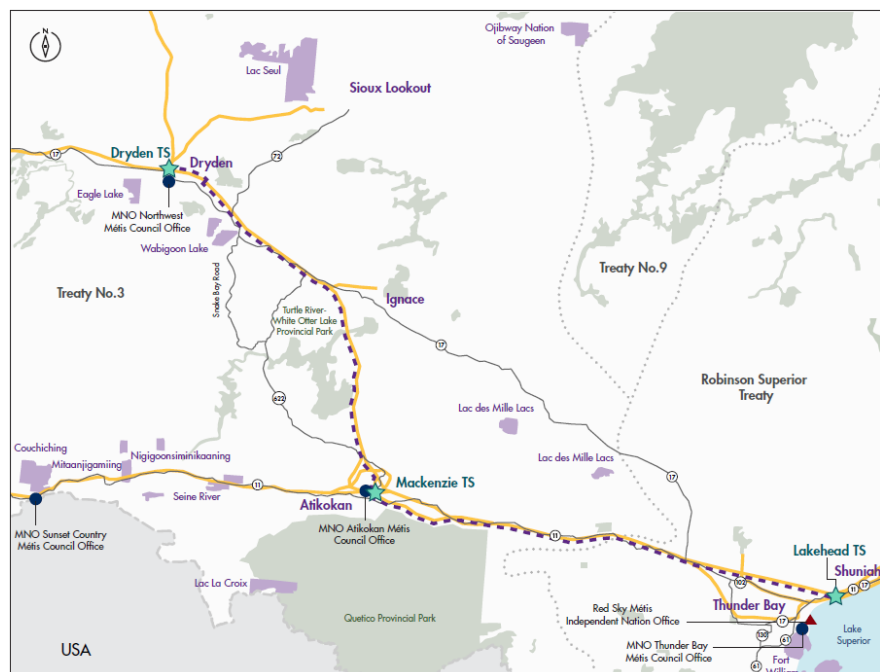 Ojibway Nation
of Saugeen
Lac Seul
Sioux Lookout
Dryden TS
Dryden
17
72
Eagle Lake
MNO Northwest
Métis Council Office
Wabigoon Lake
Treaty No.3
Snake Bay Road
Treaty No.9
Ignace
Turtle River-
White Otter Lake
Provincial Park
17
Robinson Superior
Treaty
622
Lac des Mille Lacs
Couchiching
Mitaanjigamiing
Nigigoonsiminikaaning
Lac des Mille Lacs
17
Seine River
11
Mackenzie TS
Atikokan
MNO Atikokan Métis
Council Office
MNO Sunset Country
Métis Council Office
11
Lakehead TS
Shuniah
11
17
102
Lac La Croix
Thunder Bay
Red Sky Métis
Independent Nation Office
17
Quetico Provincial Park
130
61
Lake
Superior
USA
MNO Thunder Bay
Métis Council Office
61
Fort